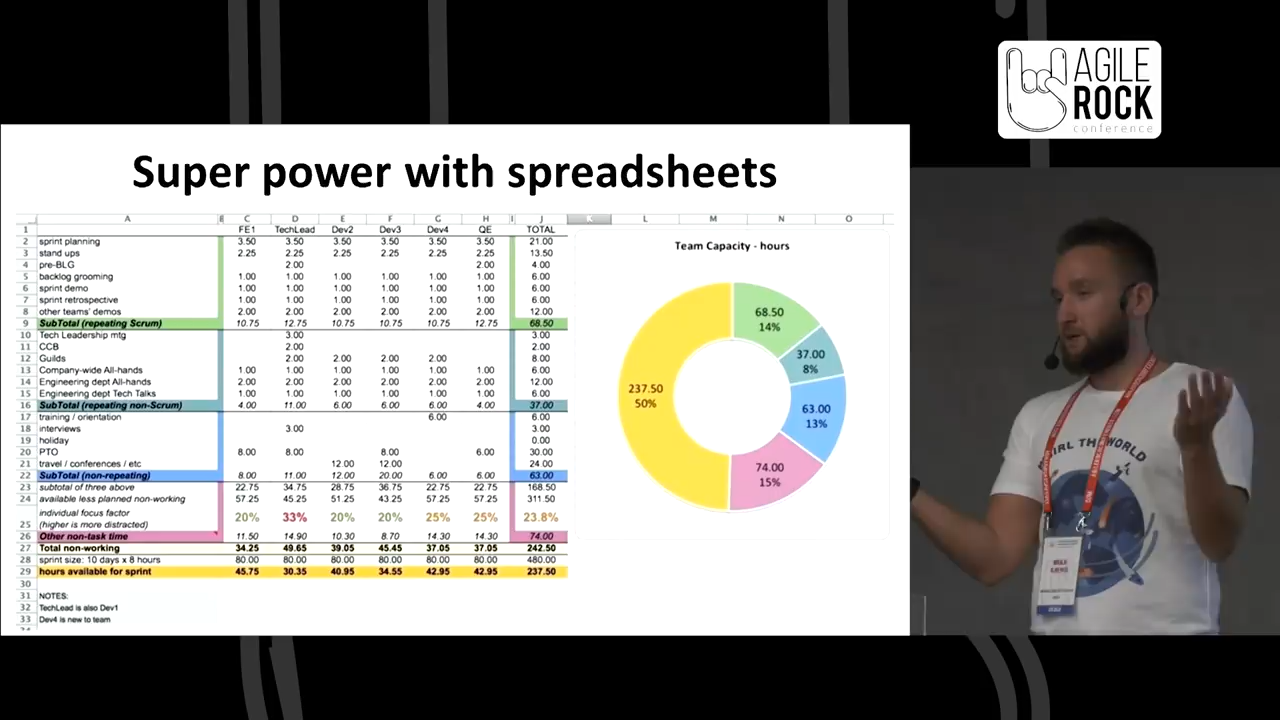 AGILE
ROCK
conference
Super power with spreadsheets
A E C D E F G H I J K L M N O
1 FE1 TechLead Dev2 Dev3 Dev4 QE TOTAL
2 sprint planning 3.50 3.50 3.50 3.50 3.50 3.50 21.00
3 stand ups 2.25 2.25 2.25 2.25 2.25 2.25 13.50
4 pre-BLG 2.00 2.00 4.00
5 backlog grooming 1.00 1.00 1.00 1.00 1.00 1.00 6.00
6 sprint demo 1.00 1.00 1.00 1.00 1.00 1.00 6.00
7 sprint retrospective 1.00 1.00 1.00 1.00 1.00 1.00 6.00
8 other teams' demos 2.00 2.00 2.00 2.00 2.00 2.00 12.00
9 SubTotal (repeating Scrum) 10.75 12.75 10.75 10.75 10.75 12.75 68.50
10 Tech Leadership mtg 3.00 3.00
11 CCB 2.00 2.00
12 Guilds 2.00 2.00 2.00 2.00 8.00
13 Company-wide All-hands 1.00 1.00 1.00 1.00 1.00 1.00 6.00
14 Engineering dept All-hands 2.00 2.00 2.00 2.00 2.00 2.00 12.00
15 Engineering dept Tech Talks 1.00 1.00 1.00 1.00 1.00 1.00 6.00
16 SubTotal (repeating non-Scrum) 4.00 11.00 6.00 6.00 6.00 4.00 37.00
17 training / orientation 6.00 6.00
18 interviews 3.00 3.00
19 holiday 0.00
20 PTO 8.00 8.00 8.00 6.00 30.00
21 travel / conferences / etc 12.00 12.00 24.00
22 SubTotal (non-repeating) 8.00 11.00 12.00 20.00 6.00 6.00 63.00
23 subtotal of three above 22.75 34.75 28.75 36.75 22.75 22.75 168.50
24 available less planned non-working 57.25 45.25 51.25 43.25 57.25 57.25 311.50
individual focus factor
25 (higher is more distracted) 20% 33% 20% 20% 25% 25% 23.8%
26 Other non-task time 11.50 14.90 10.30 8.70 14.30 14.30 74.00
27 Total non-working 34.25 49.65 39.05 45.45 37.05 37.05 242.50
28 sprint size: 10 days x 8 hours 80.00 80.00 80.00 80.00 80.00 80.00 480.00
29 hours available for sprint 45.75 30.35 40.95 34.55 42.95 42.95 237.50
30
31 NOTES:
32 TechLead is also Dev1
33 Dev4 is new to team
Team Capacity - hours
68.50
14%
37.00
8%
63.00
13%
74.00
15%
237.50
50%
IRL THE WORLD